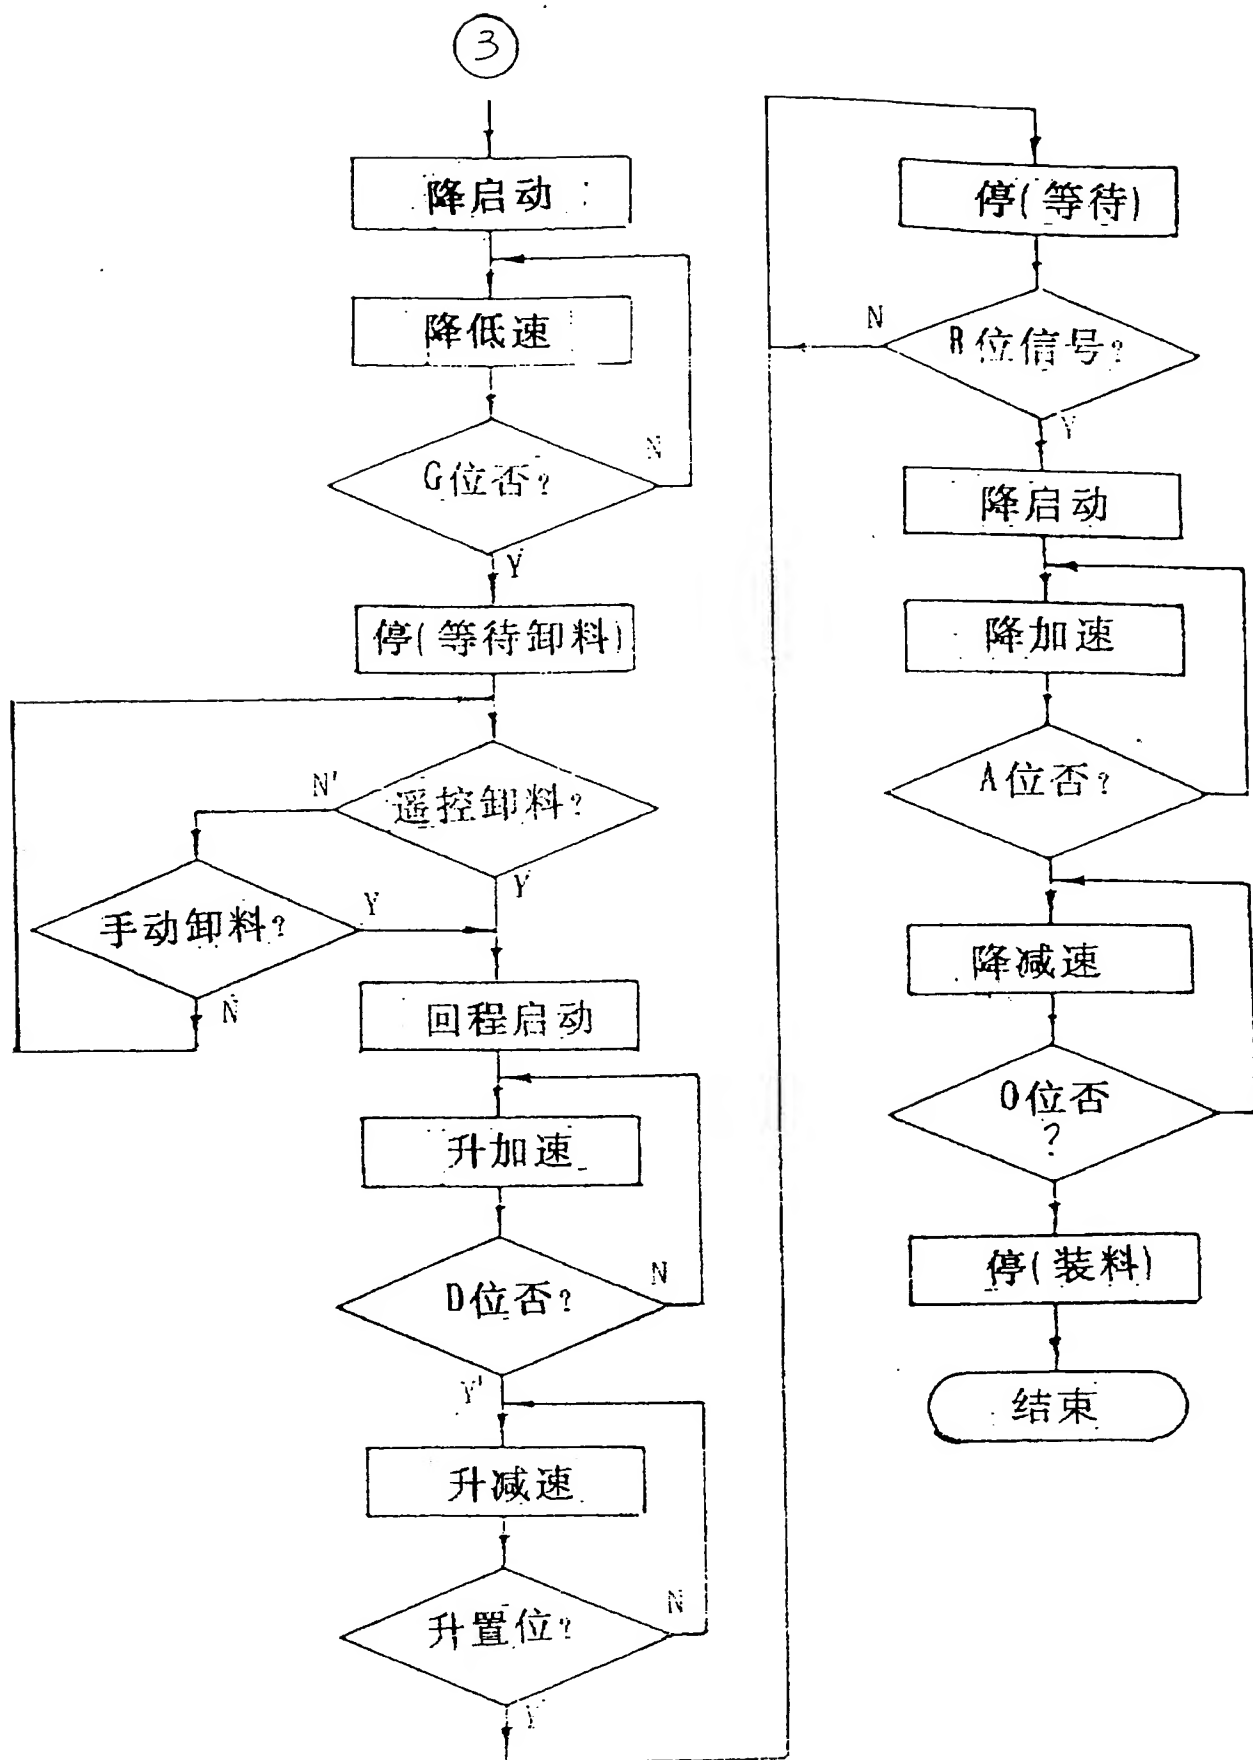 3
降启动
降低速
G位否?
N
Y
停(等待卸料)
遥控卸料?
N'
Y
手动卸料?
Y
N
回程启动
升加速
D位否?
N
Y'
升减速
升置位?
N
Y
停(等待)
R位信号?
N
Y
降启动
降加速
A位否?
降减速
O位否
?
停(装料)
结束